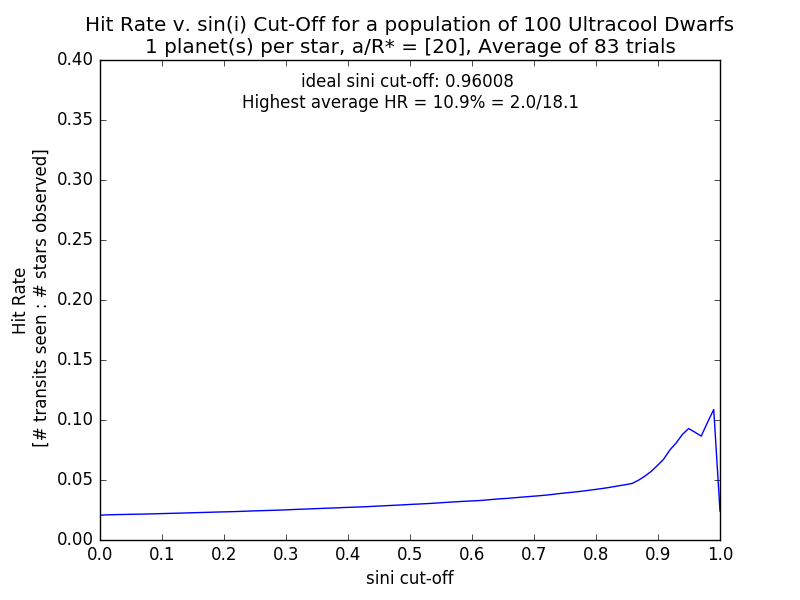 Hit Rate v. sin(i) Cut-Off for a population of 100 Ultracool Dwarfs
1 planet(s) per star, a/R* = [20], Average of 83 trials
ideal sini cut-off: 0.96008
Highest average HR = 10.9% = 2.0/18.1
0.40
0.35
0.30
0.25
0.20
0.15
0.10
0.05
0.00
Hit Rate
[# transits seen : # stars observed]
0.0 0.1 0.2 0.3 0.4 0.5 0.6 0.7 0.8 0.9 1.0
sini cut-off